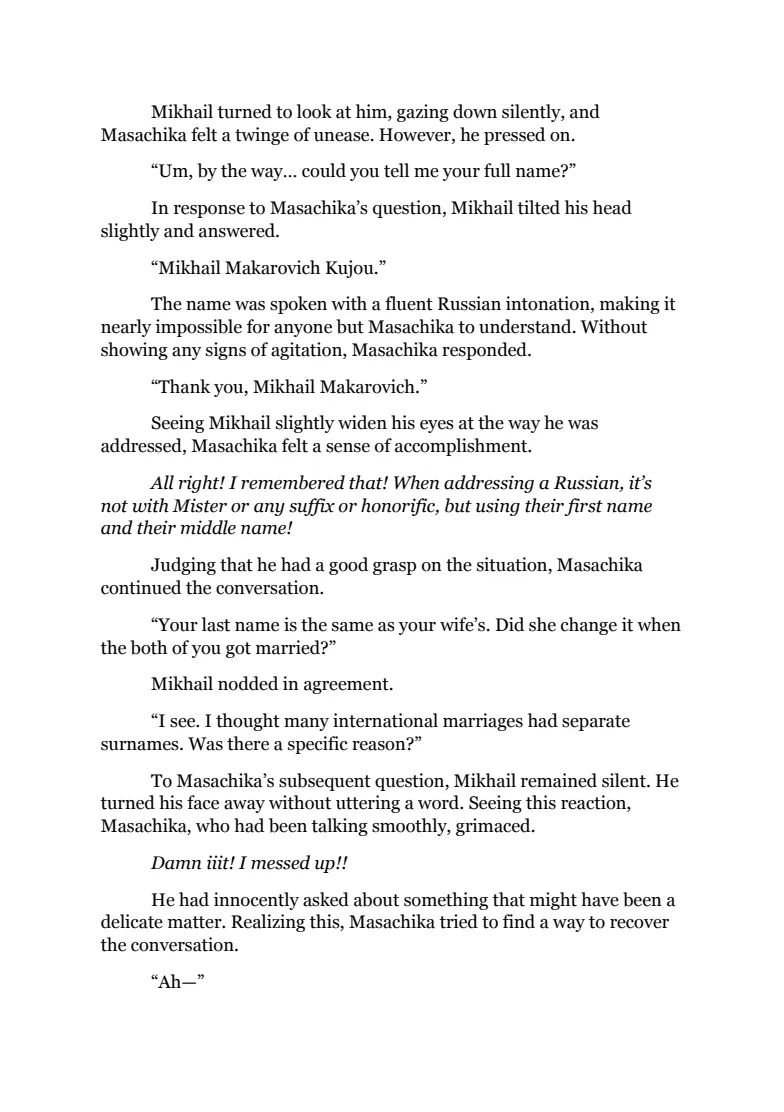 Mikhail turned to look at him, gazing down silently, and
Masachika felt a twinge of unease. However, he pressed on.
“Um, by the way... could you tell me your full name?”
In response to Masachika’s question, Mikhail tilted his head
slightly and answered.
“Mikhail Makarovich Kujou.”
The name was spoken with a fluent Russian intonation, making it
nearly impossible for anyone but Masachika to understand. Without
showing any signs of agitation, Masachika responded.
“Thank you, Mikhail Makarovich.”
Seeing Mikhail slightly widen his eyes at the way he was
addressed, Masachika felt a sense of accomplishment.
All right! I remembered that! When addressing a Russian, it’s
not with Mister or any suffix or honorific, but using their first name
and their middle name!
Judging that he had a good grasp on the situation, Masachika
continued the conversation.
“Your last name is the same as your wife’s. Did she change it when
the both of you got married?”
Mikhail nodded in agreement.
“I see. I thought many international marriages had separate
surnames. Was there a specific reason?”
To Masachika’s subsequent question, Mikhail remained silent. He
turned his face away without uttering a word. Seeing this reaction,
Masachika, who had been talking smoothly, grimaced.
Damn iiit! I messed up!!
He had innocently asked about something that might have been a
delicate matter. Realizing this, Masachika tried to find a way to recover
the conversation.
“Ah—”